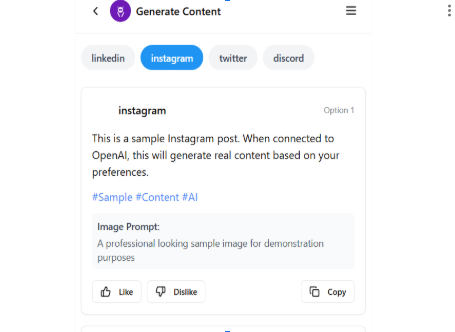 Generate Content
linkedin instagram twitter discord
instagram Option 1
This is a sample Instagram post. When connected to
OpenAI, this will generate real content based on your
preferences.
#Sample #Content #AI
Image Prompt:
A professional looking sample image for demonstration
purposes
Like Dislike Copy